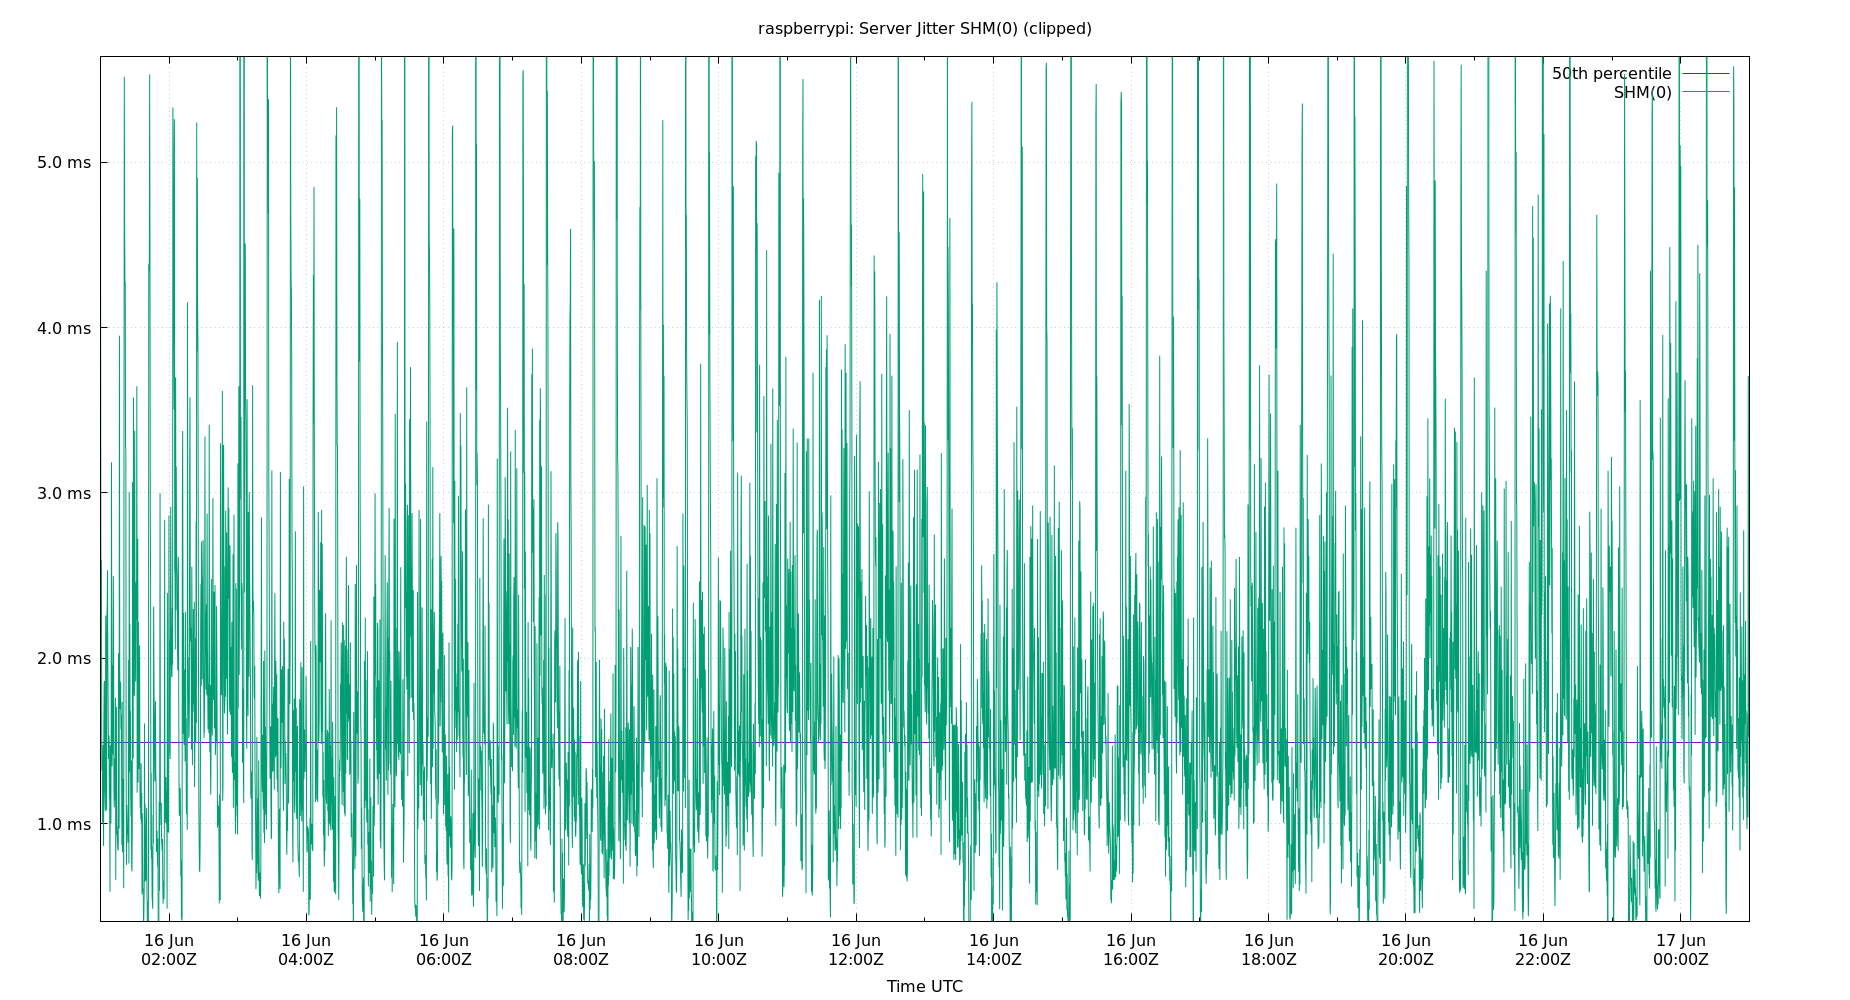 raspberrypi: Server Jitter SHM(0) (clipped)
50th percentile
SHM(0)
5.0 ms
4.0 ms
3.0 ms
2.0 ms
1.0 ms
16 Jun 16 Jun 16 Jun 16 Jun 16 Jun 16 Jun 16 Jun 16 Jun 16 Jun 16 Jun 16 Jun 17 Jun
02:00Z 04:00Z 06:00Z 08:00Z 10:00Z 12:00Z 14:00Z 16:00Z 18:00Z 20:00Z 22:00Z 00:00Z
Time UTC